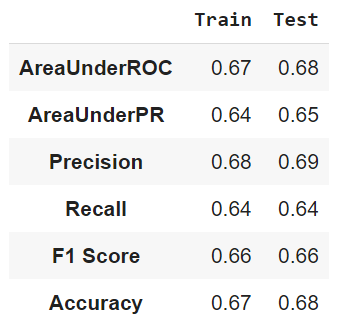 Train Test
AreaUnderROC 0.67 0.68
AreaUnderPR 0.64 0.65
Precision 0.68 0.69
Recall 0.64 0.64
F1 Score 0.66 0.66
Accuracy 0.67 0.68